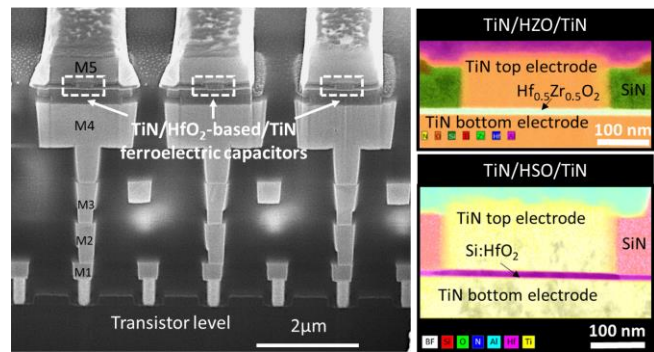 M5
M4
TiN/HfO₂-based/TiN
ferroelectric capacitors
M3
M2
M1
Transistor level
2μm
TiN/HZO/TiN
TiN top electrode
Hf₀.₅Zr₀.₅O₂
SiN
TiN bottom electrode
100 nm
TiN/HSO/TiN
TiN top electrode
SiN
Si:HfO₂
TiN bottom electrode
BF Si O N Al Hf Ti
100 nm